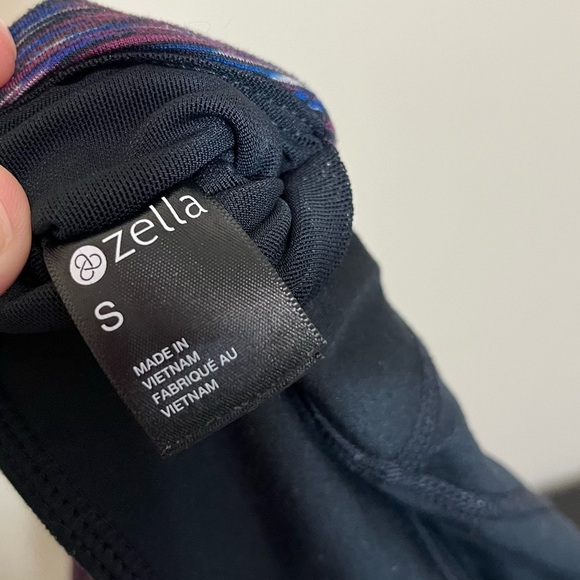 zella
S
MADE IN
VIETNAM
FABRIQUÉ AU
VIETNAM